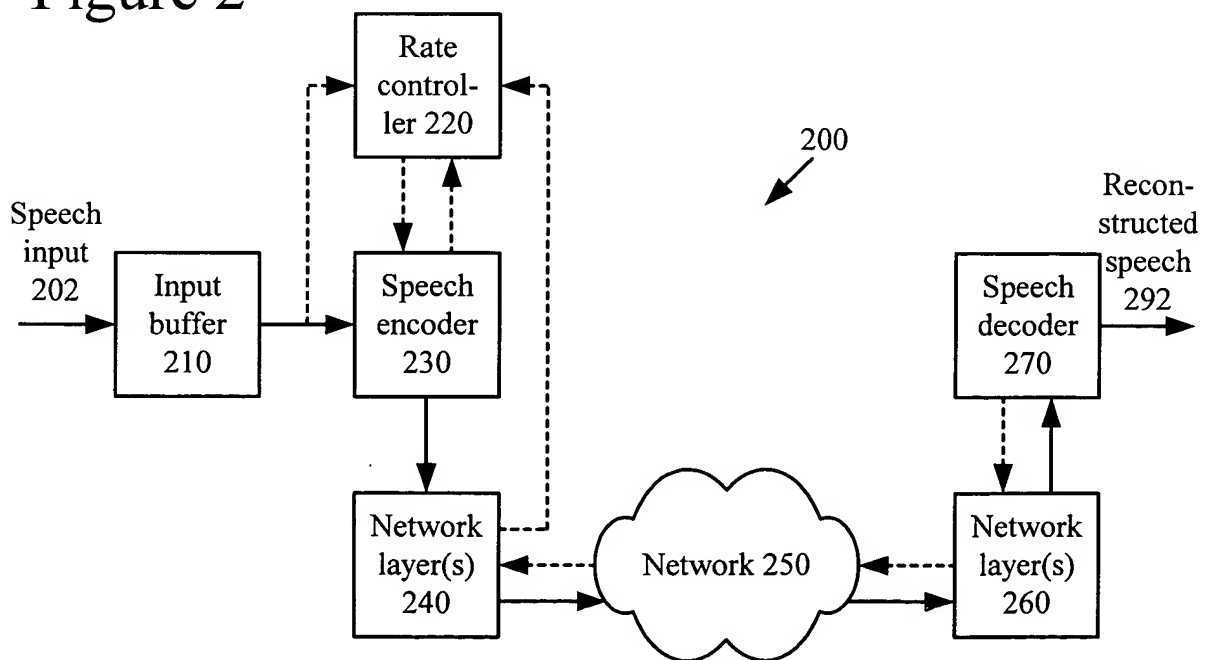 Figure 2
Rate
control-
ler 220
200
Speech
input
202
Input
buffer
210
Speech
encoder
230
Speech
decoder
270
Recon-
structed
speech
292
Network
layer(s)
240
Network 250
Network
layer(s)
260